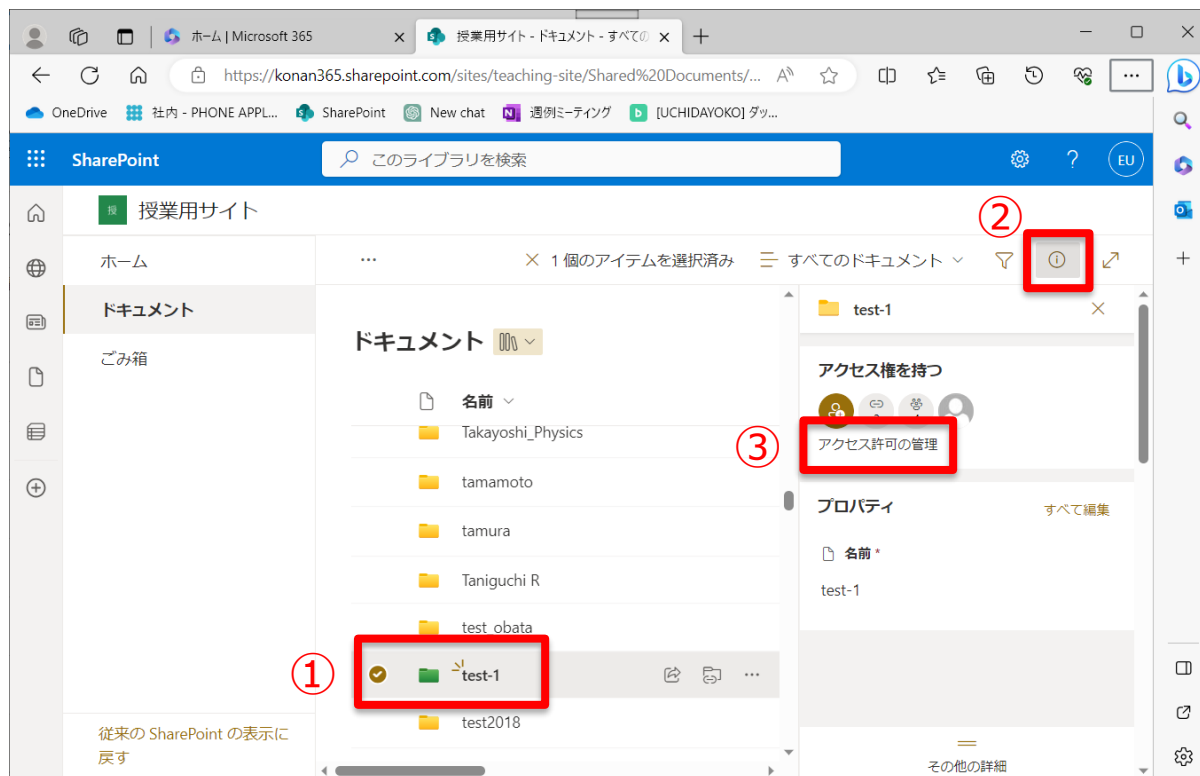 ホーム | Microsoft 365
授業用サイト - ドキュメント - すべての
https://konan365.sharepoint.com/sites/teaching-site/Shared%20Documents/...
OneDrive
社内 - PHONE APPL...
SharePoint
New chat
週例ミーティング
[UCHIDAYOKO] ダッ...
SharePoint
このライブラリを検索
EU
授
授業用サイト
②
ホーム
ドキュメント
ごみ箱
従来の SharePoint の表示に
戻す
1 個のアイテムを選択済み
すべてのドキュメント
ドキュメント
名前
Takayoshi_Physics
tamamoto
tamura
Taniguchi R
test_obata
①
test-1
test2018
test-1
アクセス権を持つ
③
アクセス許可の管理
プロパティ
すべて編集
名前 *
test-1
その他の詳細